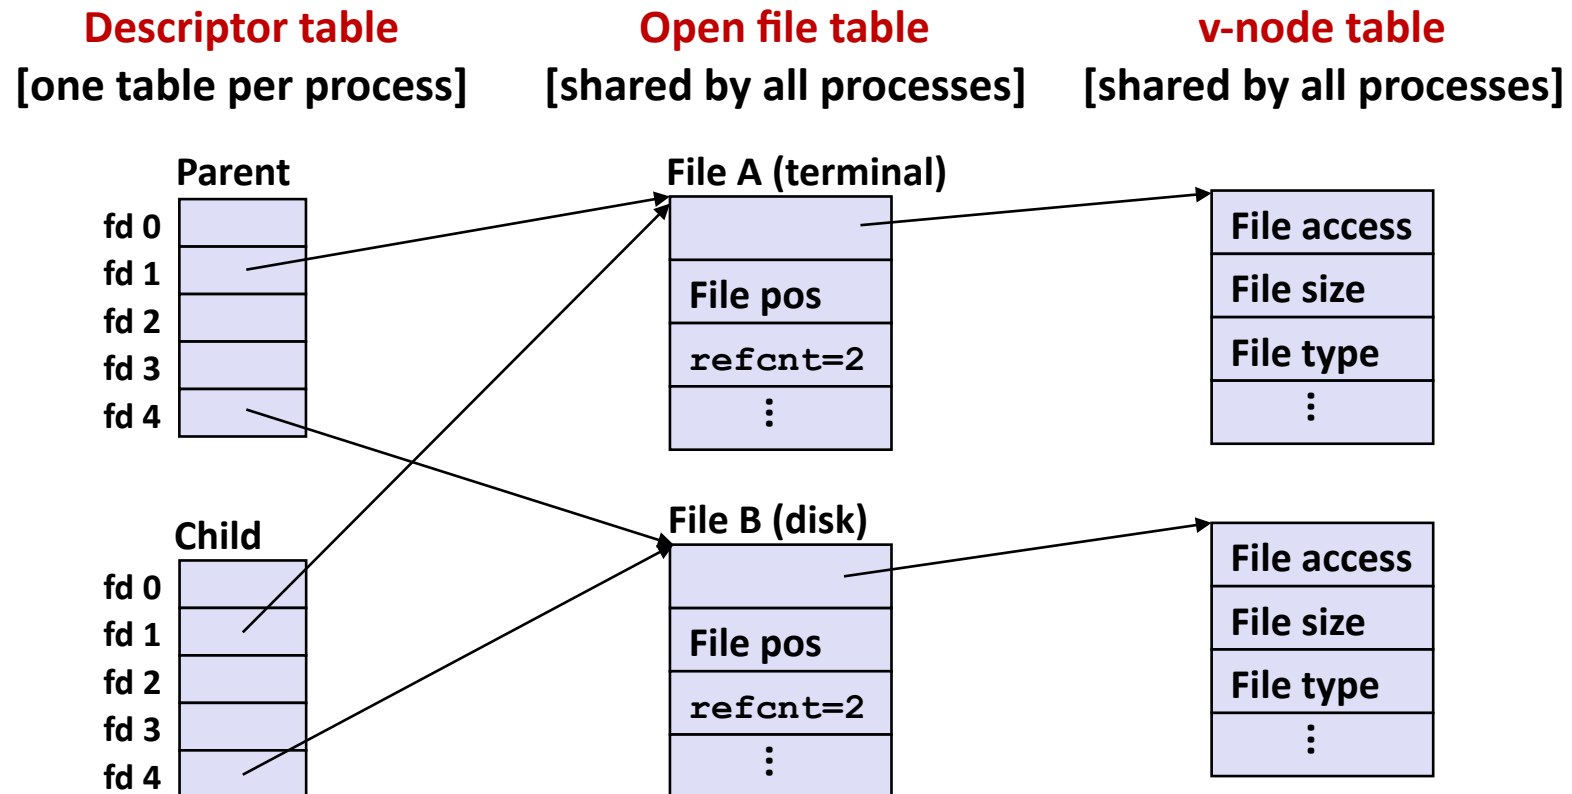 Descriptor table
[one table per process]
Open file table
[shared by all processes]
v-node table
[shared by all processes]
Parent
fd 0
fd 1
fd 2
fd 3
fd 4
Child
fd 0
fd 1
fd 2
fd 3
fd 4
File A (terminal)
File pos
refcnt=2
⋮
File B (disk)
File pos
refcnt=2
⋮
File access
File size
File type
⋮
File access
File size
File type
⋮